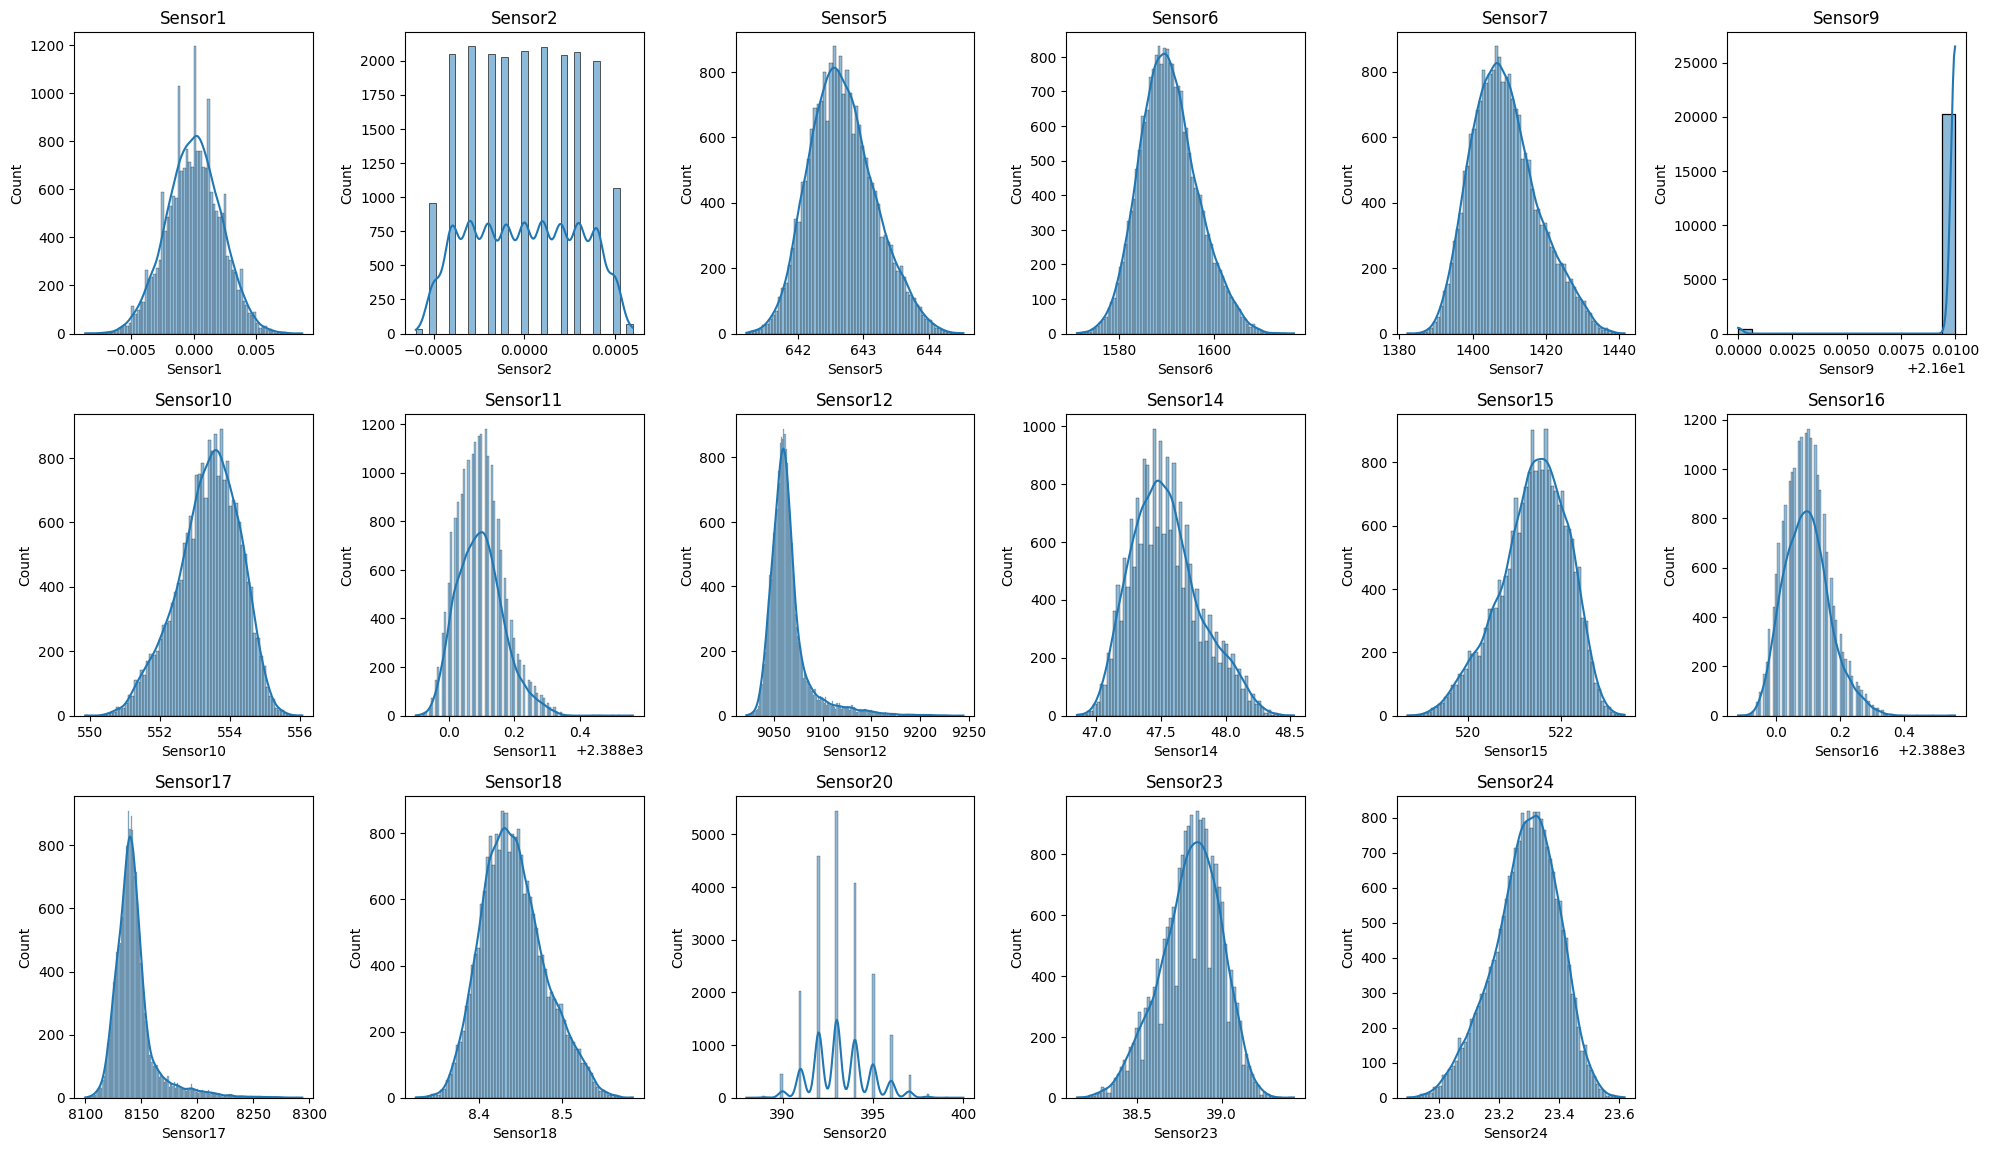 Sensor1 Sensor2 Sensor5 Sensor6 Sensor7 Sensor9
Count
1200
1000
800
600
400
200
0
−0.005 0.000 0.005
Sensor1
Count
2000
1750
1500
1250
1000
750
500
250
0
−0.0005 0.0000 0.0005
Sensor2
Count
800
600
400
200
0
642 643 644
Sensor5
Count
800
700
600
500
400
300
200
100
0
1580 1600
Sensor6
Count
800
600
400
200
0
1380 1400 1420 1440
Sensor7
Count
25000
20000
15000
10000
5000
0
0.0000 0.0025 0.0050 0.0075 0.0100
Sensor9 +2.16e1
Sensor10 Sensor11 Sensor12 Sensor14 Sensor15 Sensor16
Count
800
600
400
200
0
550 552 554 556
Sensor10
Count
1200
1000
800
600
400
200
0
0.0 0.2 0.4
Sensor11 +2.388e3
Count
800
600
400
200
0
9050 9100 9150 9200 9250
Sensor12
Count
1000
800
600
400
200
0
47.0 47.5 48.0 48.5
Sensor14
Count
800
600
400
200
0
520 522
Sensor15
Count
1200
1000
800
600
400
200
0
0.0 0.2 0.4
Sensor16 +2.388e3
Sensor17 Sensor18 Sensor20 Sensor23 Sensor24
Count
800
600
400
200
0
8100 8150 8200 8250 8300
Sensor17
Count
800
600
400
200
0
8.4 8.5
Sensor18
Count
5000
4000
3000
2000
1000
0
390 395 400
Sensor20
Count
800
600
400
200
0
38.5 39.0
Sensor23
Count
800
700
600
500
400
300
200
100
0
23.0 23.2 23.4 23.6
Sensor24